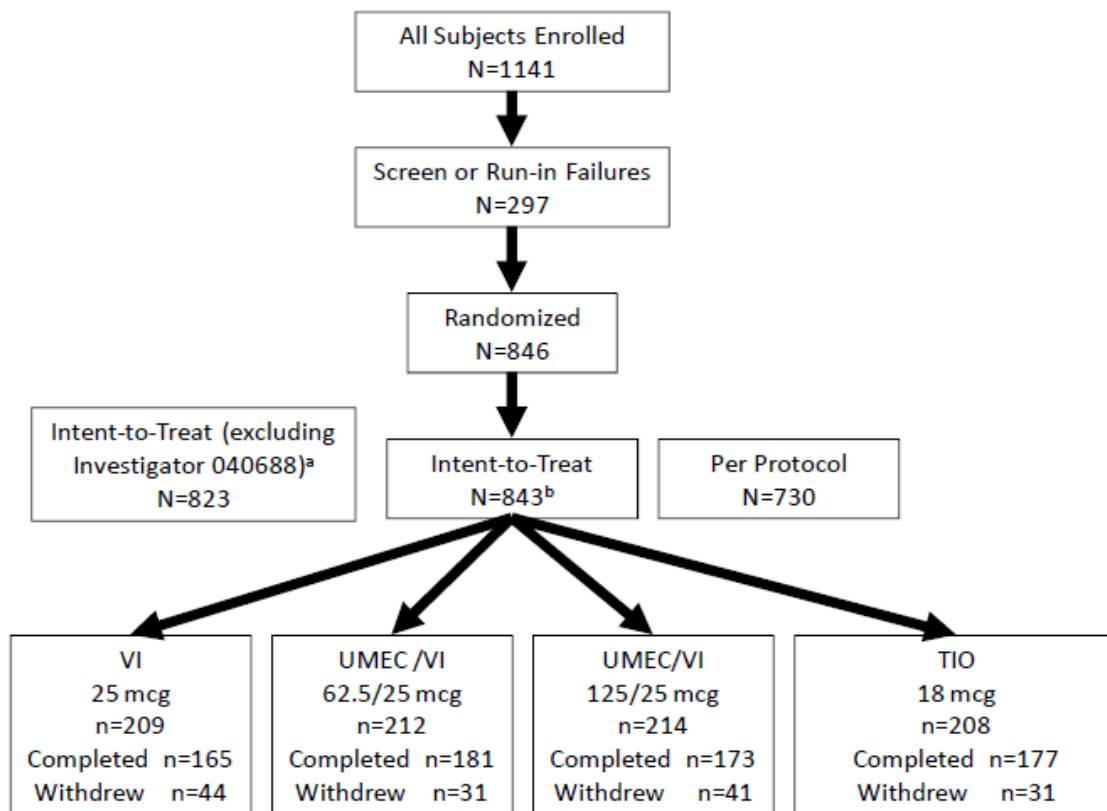 All Subjects Enrolled
N=1141
Screen or Run-in Failures
N=297
Randomized
N=846
Intent-to-Treat (excluding
Investigator 040688)ᵃ
N=823
Intent-to-Treat
N=843ᵇ
Per Protocol
N=730
VI
25 mcg
n=209
Completed n=165
Withdrew n=44
UMEC /VI
62.5/25 mcg
n=212
Completed n=181
Withdrew n=31
UMEC/VI
125/25 mcg
n=214
Completed n=173
Withdrew n=41
TIO
18 mcg
n=208
Completed n=177
Withdrew n=31